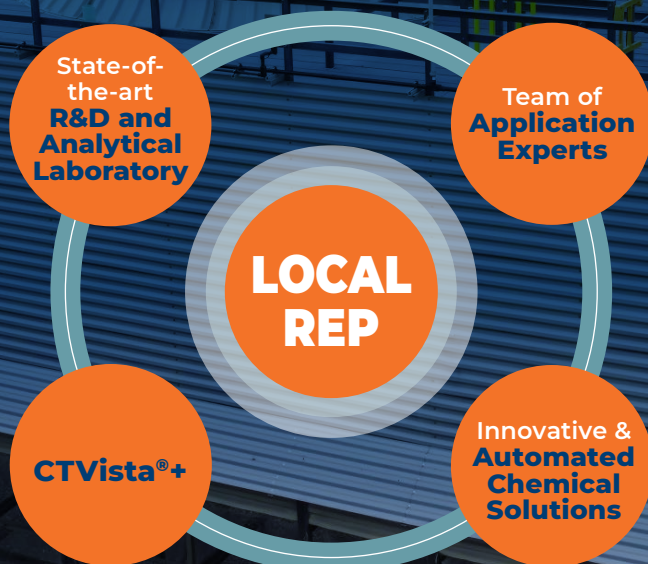 State-of-
the-art
R&D and
Analytical
Laboratory
Team of
Application
Experts
LOCAL
REP
CTVista®+
Innovative &
Automated
Chemical
Solutions